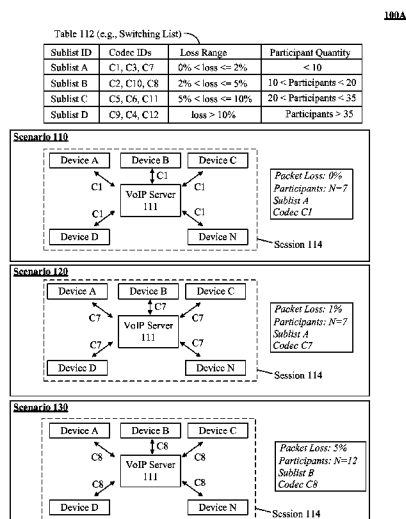 100A
Table 112 (e.g., Switching List)
Sublist ID Codec IDs Loss Range Participant Quantity
Sublist A C1, C3, C7 0% < loss <= 2% < 10
Sublist B C2, C10, C8 2% < loss <= 5% 10 < Participants < 20
Sublist C C5, C6, C11 5% < loss <= 10% 20 < Participants < 35
Sublist D C9, C4, C12 loss > 10% Participants > 35
Scenario 110
Device A Device B Device C
C1
C1 C1
VoIP Server
111
C1 C1
Device D Device N
Packet Loss: 0%
Participants: N=7
Sublist A
Codec C1
Session 114
Scenario 120
Device A Device B Device C
C7
C7 C7
VoIP Server
111
C7 C7
Device D Device N
Packet Loss: 1%
Participants: N=7
Sublist A
Codec C7
Session 114
Scenario 130
Device A Device B Device C
C8
C8 C8
VoIP Server
111
C8 C8
Device D Device N
Packet Loss: 5%
Participants: N=12
Sublist B
Codec C8
Session 114